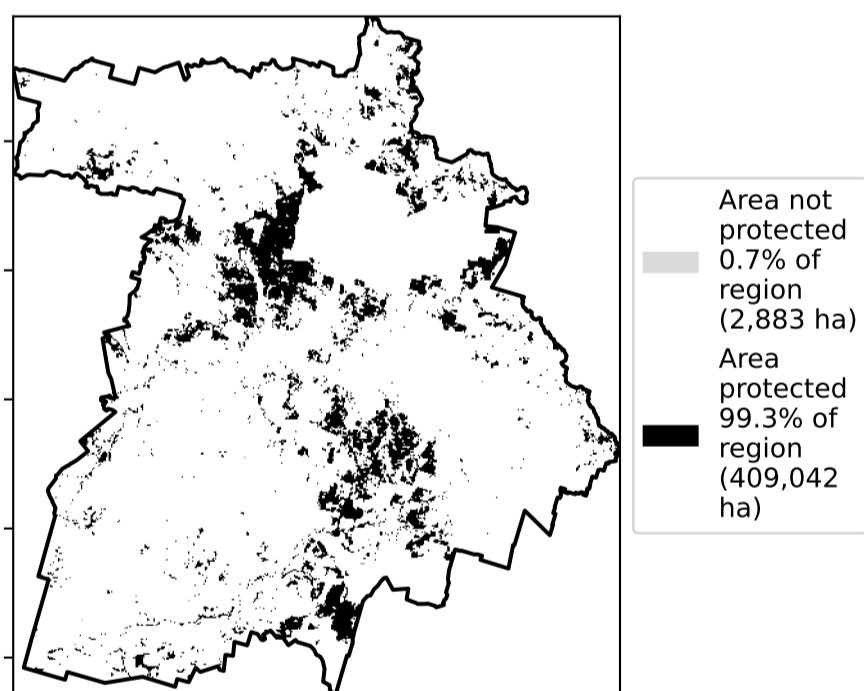 Area not
protected
0.7% of
region
(2,883 ha)
Area
protected
99.3% of
region
(409,042
ha)